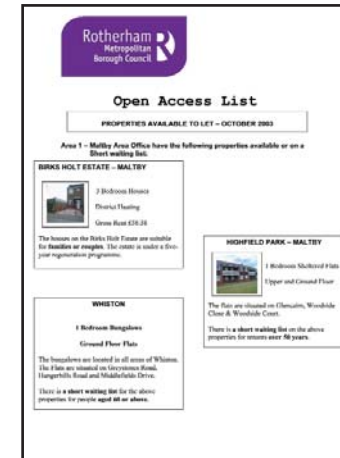 Rotherham
Metropolitan
Borough Council
Open Access List
PROPERTIES AVAILABLE TO LET – OCTOBER 2003
Area 1 – Maltby Area Office have the following properties available or on a
Short waiting list.
BIRKS HOLT ESTATE – MALTBY
3 Bedroom Houses
District Heating
Gross Rent
The houses on the Birks Holt Estate are suitable
for families or couples. The estate is under a five-
year regeneration programme.
HIGHFIELD PARK – MALTBY
1 Bedroom Sheltered Flats
Upper and Ground Floor
The flats are situated on Glencairn, Woodside
Close & Woodside Court.
There is a short waiting list on the above
properties for tenants over 50 years.
WHISTON
1 Bedroom Bungalows
Ground Floor Flats
The bungalows are located in all areas of Whiston.
The Flats are situated on Greystones Road,
Hangerhills Road and Middlefields Drive.
There is a short waiting list for the above
properties for people aged 60 or above.